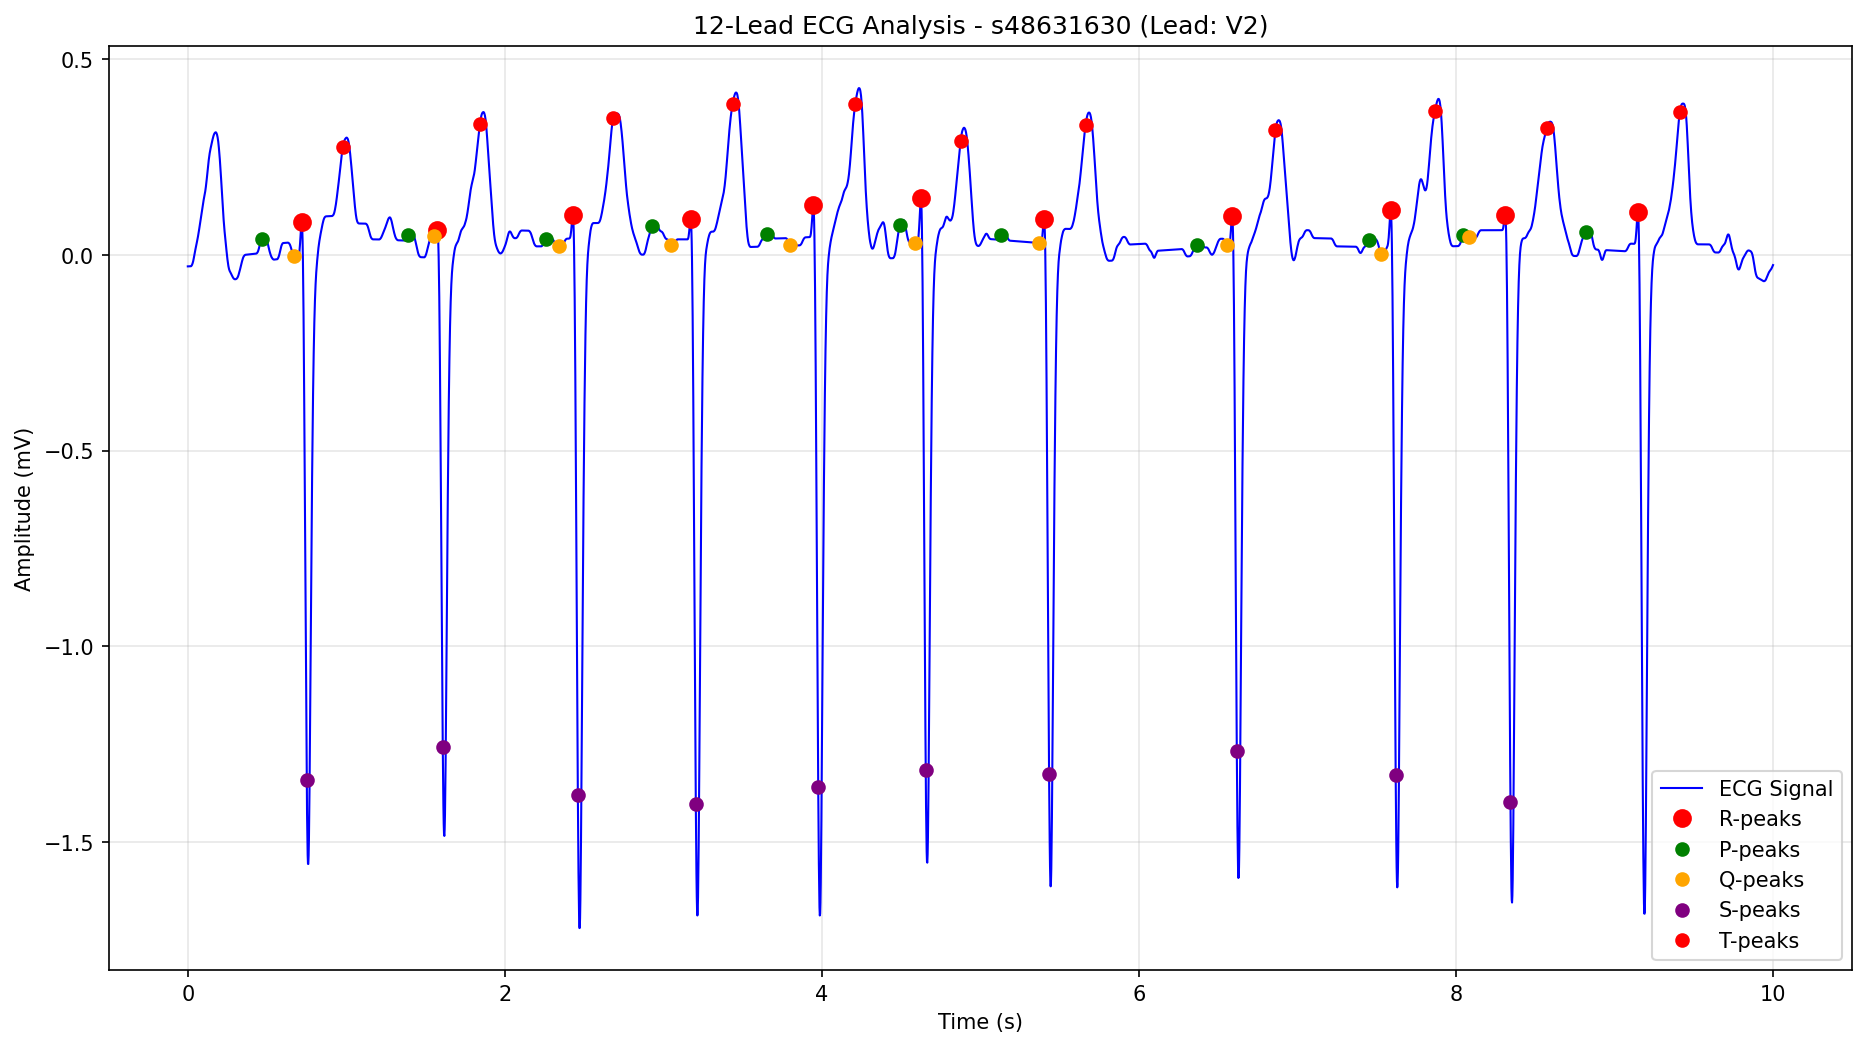 12-Lead ECG Analysis - s48631630 (Lead: V2)
Amplitude (mV)
0.5
0.0
−0.5
−1.0
−1.5
ECG Signal
R-peaks
P-peaks
Q-peaks
S-peaks
T-peaks
0 2 4 6 8 10
Time (s)